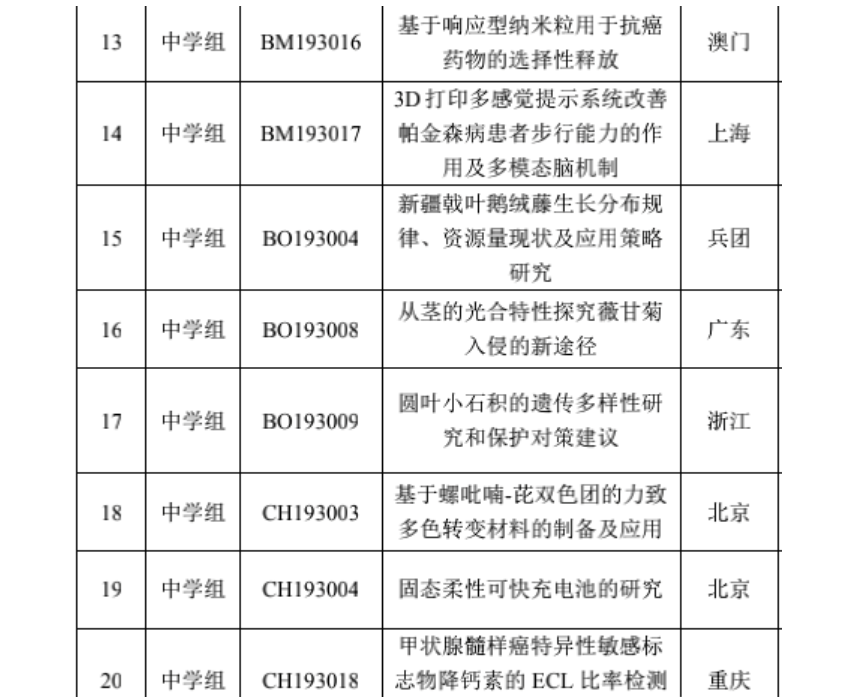 13 中学组 BM193016 基于响应型纳米粒用于抗癌 澳门
药物的选择性释放
14 中学组 BM193017 3D 打印多感觉提示系统改善 上海
帕金森病患者步行能力的作
用及多模态脑机制
15 中学组 BO193004 新疆戟叶鹅绒藤生长分布规 兵团
律、资源量现状及应用策略
研究
16 中学组 BO193008 从茎的光合特性探究薇甘菊 广东
入侵的新途径
17 中学组 BO193009 圆叶小石积的遗传多样性研 浙江
究和保护对策建议
18 中学组 CH193003 基于螺吡喃-花双色团的力致 北京
多色转变材料的制备及应用
19 中学组 CH193004 固态柔性可快充电池的研究 北京
20 中学组 CH193018 甲状腺髓样癌特异性敏感标 重庆
志物降钙素的 ECL 比率检测